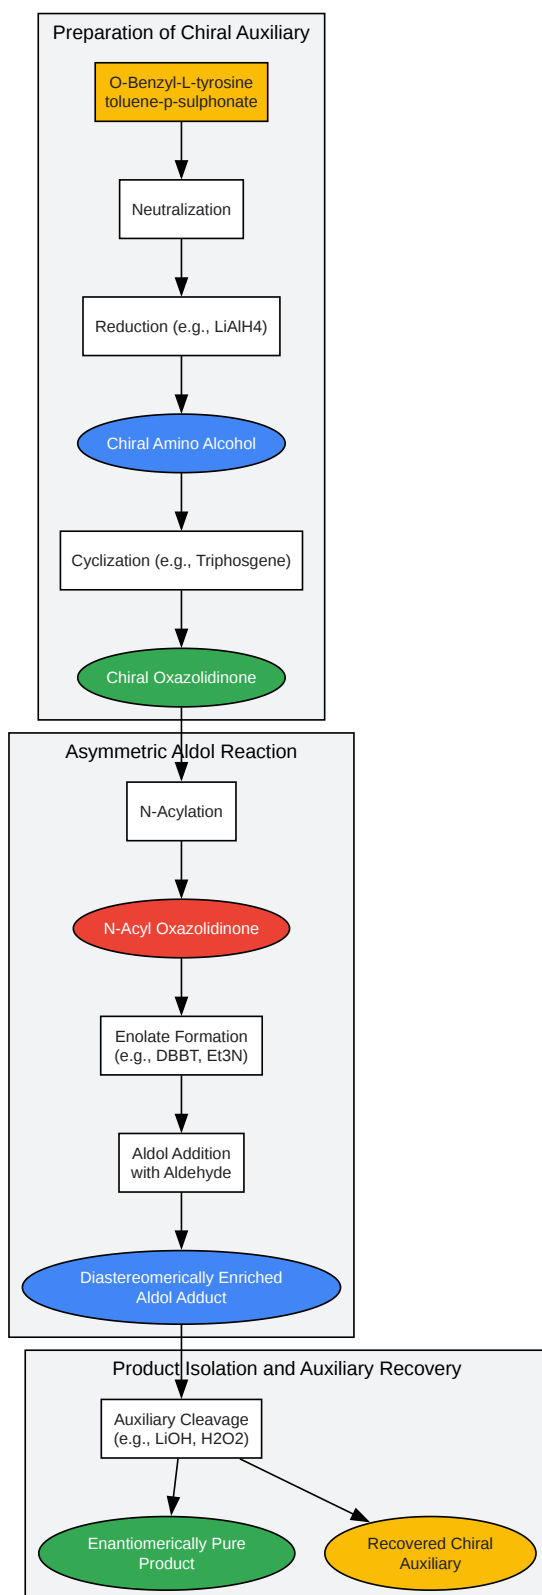 Preparation of Chiral Auxiliary
O-Benzyl-L-tyrosine
toluene-p-sulphonate
Neutralization
Reduction (e.g., LiAlH4)
Chiral Amino Alcohol
Cyclization (e.g., Triphosgene)
Chiral Oxazolidinone
Asymmetric Aldol Reaction
N-Acylation
N-Acyl Oxazolidinone
Enolate Formation
(e.g., DBBT, Et3N)
Aldol Addition
with Aldehyde
Diastereomerically Enriched
Aldol Adduct
Product Isolation and Auxiliary Recovery
Auxiliary Cleavage
(e.g., LiOH, H2O2)
Enantiomerically Pure
Product
Recovered Chiral
Auxiliary